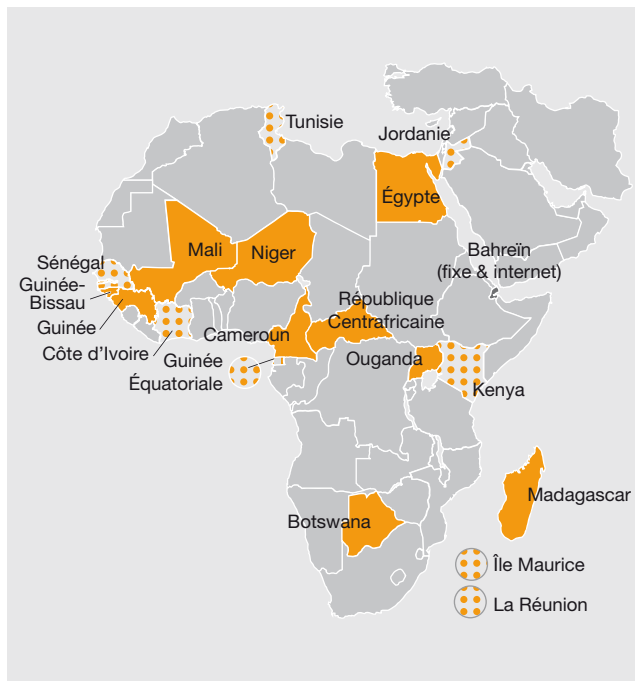 Tunisie
Jordanie
Égypte
Mali
Niger
Bahreïn
(fixe & internet)
Sénégal
Guinée-
Bissau
Guinée
Côte d'Ivoire
Cameroun
République
Centrafricaine
Guinée
Équatoriale
Ouganda
Kenya
Madagascar
Botswana
Île Maurice
La Réunion